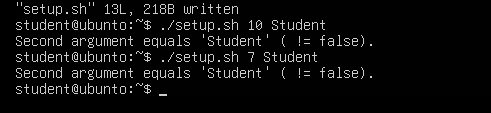 "setup.sh" 13L, 218B written
student@ubunto:~$ ./setup.sh 10 Student
Second argument equals 'Student' ( != false).
student@ubunto:~$ ./setup.sh 7 Student
Second argument equals 'Student' ( != false).
student@ubunto:~$ _